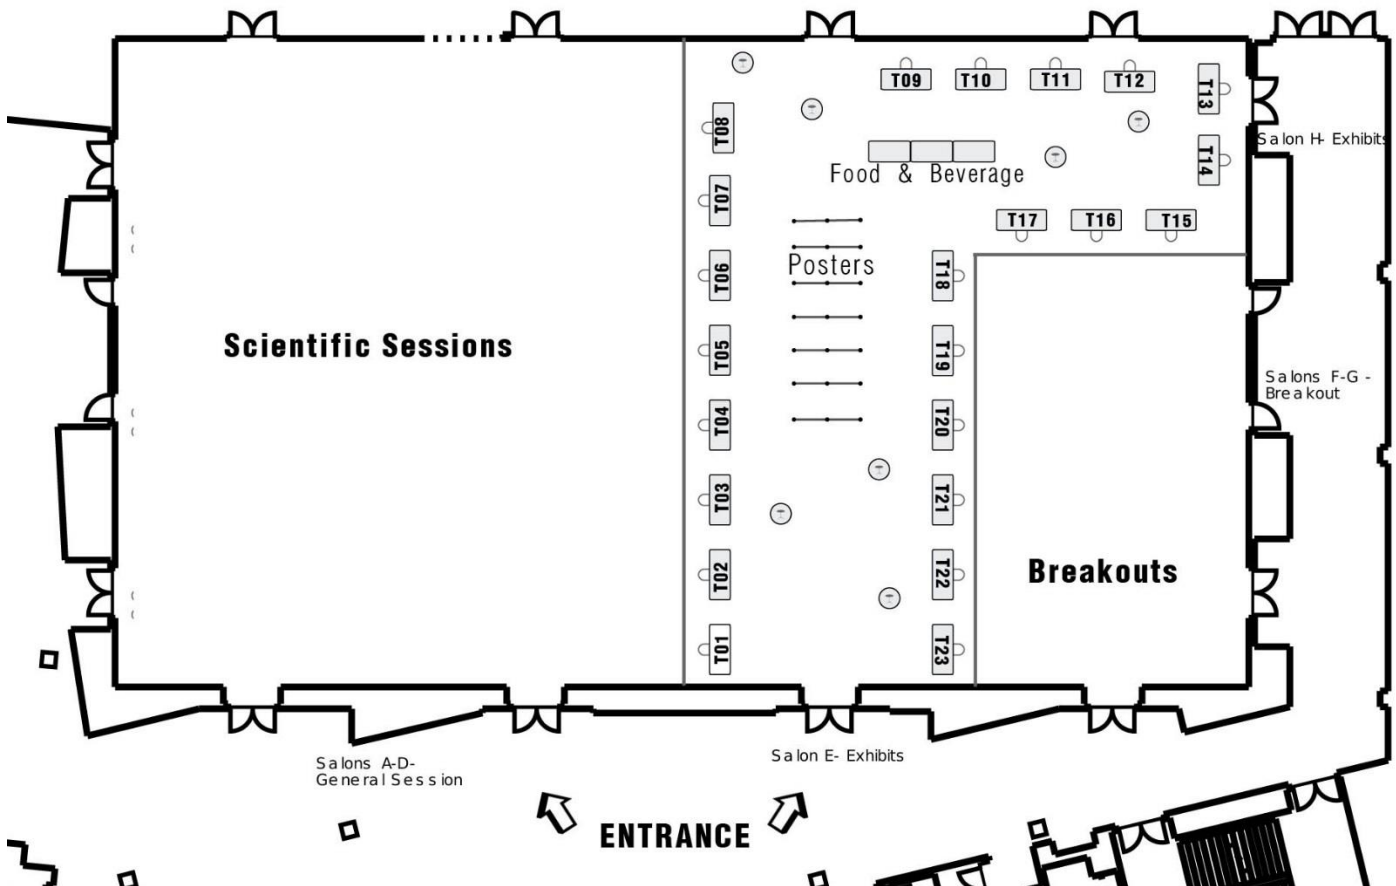 T09
T10
T11
T12
T13
T08
Salon H- Exhibits
T14
Food & Beverage
T07
T17
T16
T15
Posters
T06
T18
Scientific Sessions
T05
T19
Salons F-G -
Breakout
T04
T20
T03
T21
Breakouts
T02
T22
T01
T23
Salons A-D-
General Session
Salon E- Exhibits
ENTRANCE